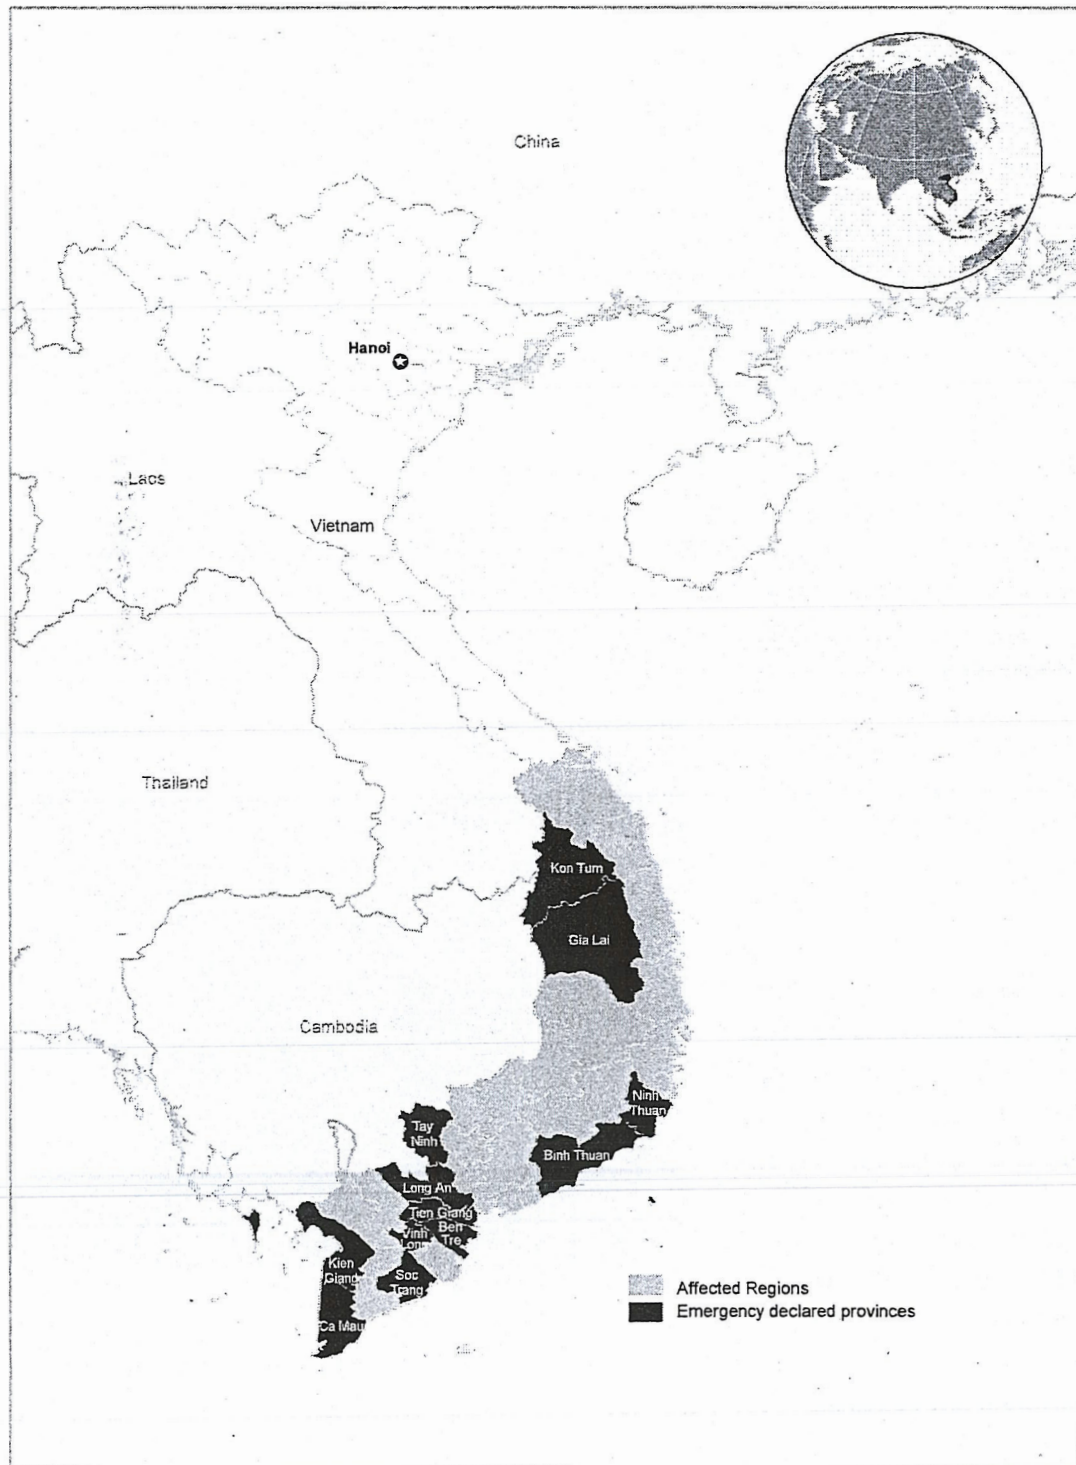 China
Hanoi
Laos
Vietnam
Thailand
Kon Tum
Gia Lai
Cambodia
Ninh
Thuan
Tay
Ninh
Binh Thuan
Long An
Tien Giang
Ben
Tre
Vinh
Lon
Kien
Giang
Soc
Trang
Ca Mau
Affected Regions
Emergency declared provinces